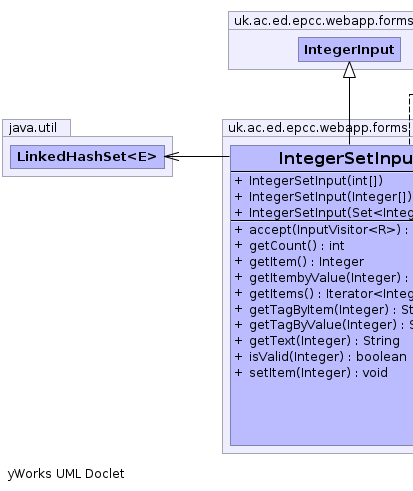 uk.ac.ed.epcc.webapp.forms
IntegerInput
java.util
LinkedHashSet<E>
uk.ac.ed.epcc.webapp.forms
IntegerSetInpu
+ IntegerSetInput(int[])
+ IntegerSetInput(Integer[])
+ IntegerSetInput(Set<Integ
+ accept(InputVisitor<R>) :
+ getCount() : int
+ getItem() : Integer
+ getItembyValue(Integer) :
+ getItems() : Iterator<Integ
+ getTagByItem(Integer) : St
+ getTagByValue(Integer) : S
+ getText(Integer) : String
+ isValid(Integer) : boolean
+ setItem(Integer) : void
yWorks UML Doclet